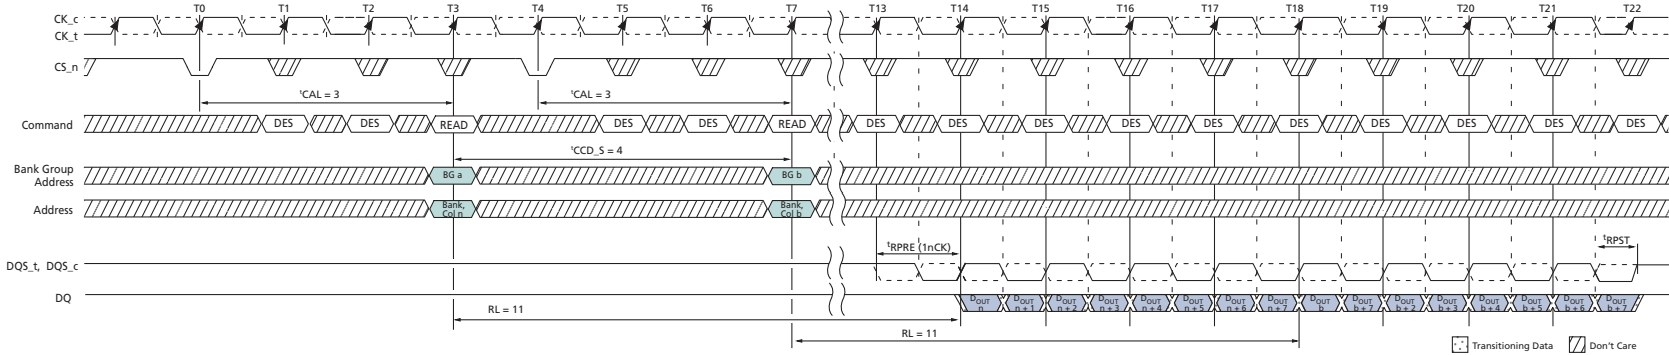 T0 T1 T2 T3 T4 T5 T6 T7 T13 T14 T15 T16 T17 T18 T19 T20 T21 T22
CK_c
CK_t
CS_n
tCAL = 3 tCAL = 3
Command DES DES READ DES DES READ DES DES DES DES DES DES DES DES DES DES
tCCD_S = 4
Bank Group
Address
BG a BG b
Address
Bank,
Col n
Bank,
Col b
tRPRE (1nCK) tRPST
DQS_t, DQS_c
DQ
DOUT
n
DOUT
n + 1
DOUT
n + 2
DOUT
n + 3
DOUT
n + 4
DOUT
n + 5
DOUT
n + 6
DOUT
n + 7
DOUT
b
DOUT
b + 7
DOUT
b + 2
DOUT
b + 3
DOUT
b + 4
DOUT
b + 5
DOUT
b + 6
DOUT
b + 7
RL = 11
RL = 11
Transitioning Data Don't Care